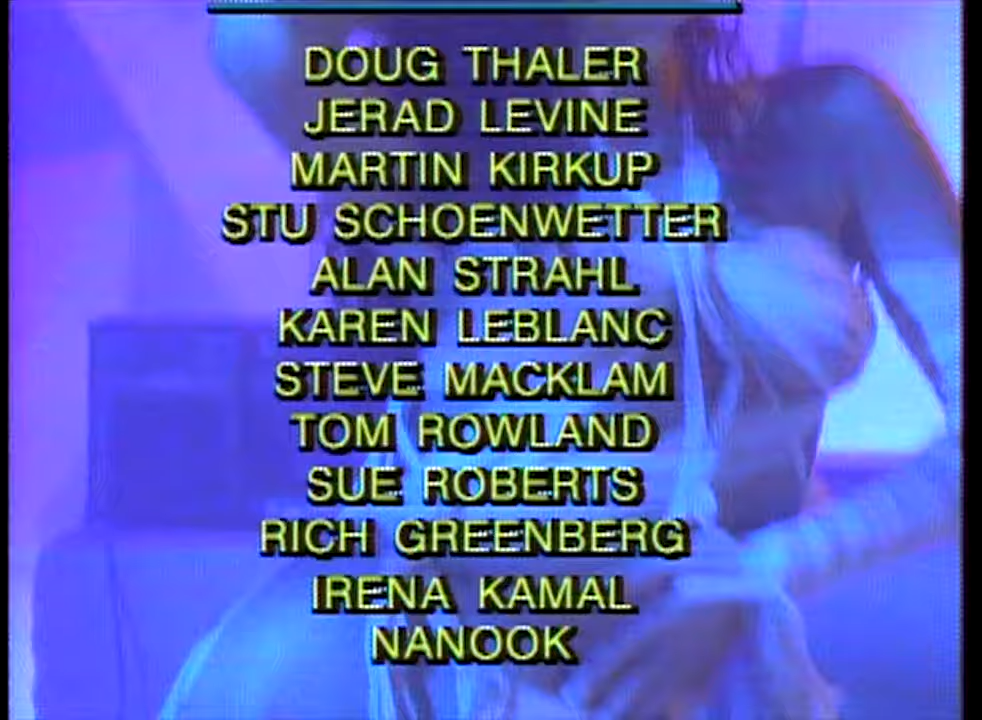 DOUG THALER
JERAD LEVINE
MARTIN KIRKUP
STU SCHOENWETTER
ALAN STRAHL
KAREN LEBLANC
STEVE MACKLAM
TOM ROWLAND
SUE ROBERTS
RICH GREENBERG
IRENA KAMAL
NANOOK